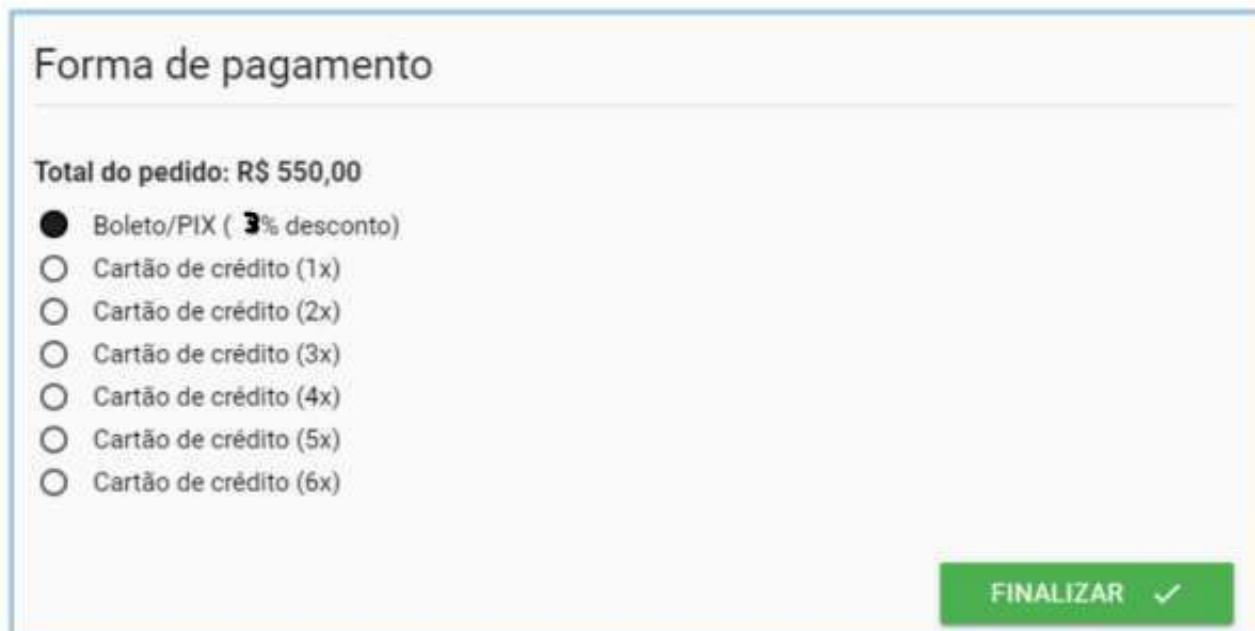 Forma de pagamento
Total do pedido: R$ 550,00
Boleto/PIX ( 3% desconto)
Cartão de crédito (1x)
Cartão de crédito (2x)
Cartão de crédito (3x)
Cartão de crédito (4x)
Cartão de crédito (5x)
Cartão de crédito (6x)
FINALIZAR